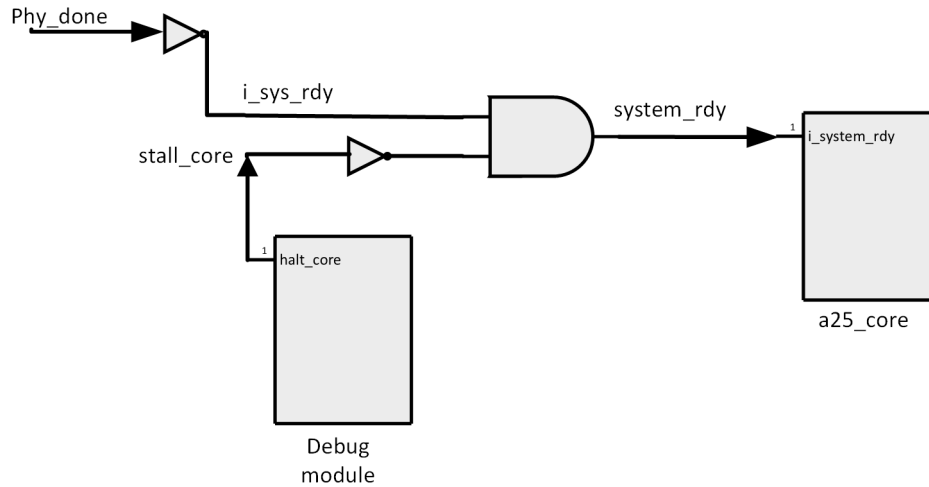 Phy_done
i_sys_rdy
system_rdy
1
i_system_rdy
stall_core
1
halt_core
a25_core
Debug
module